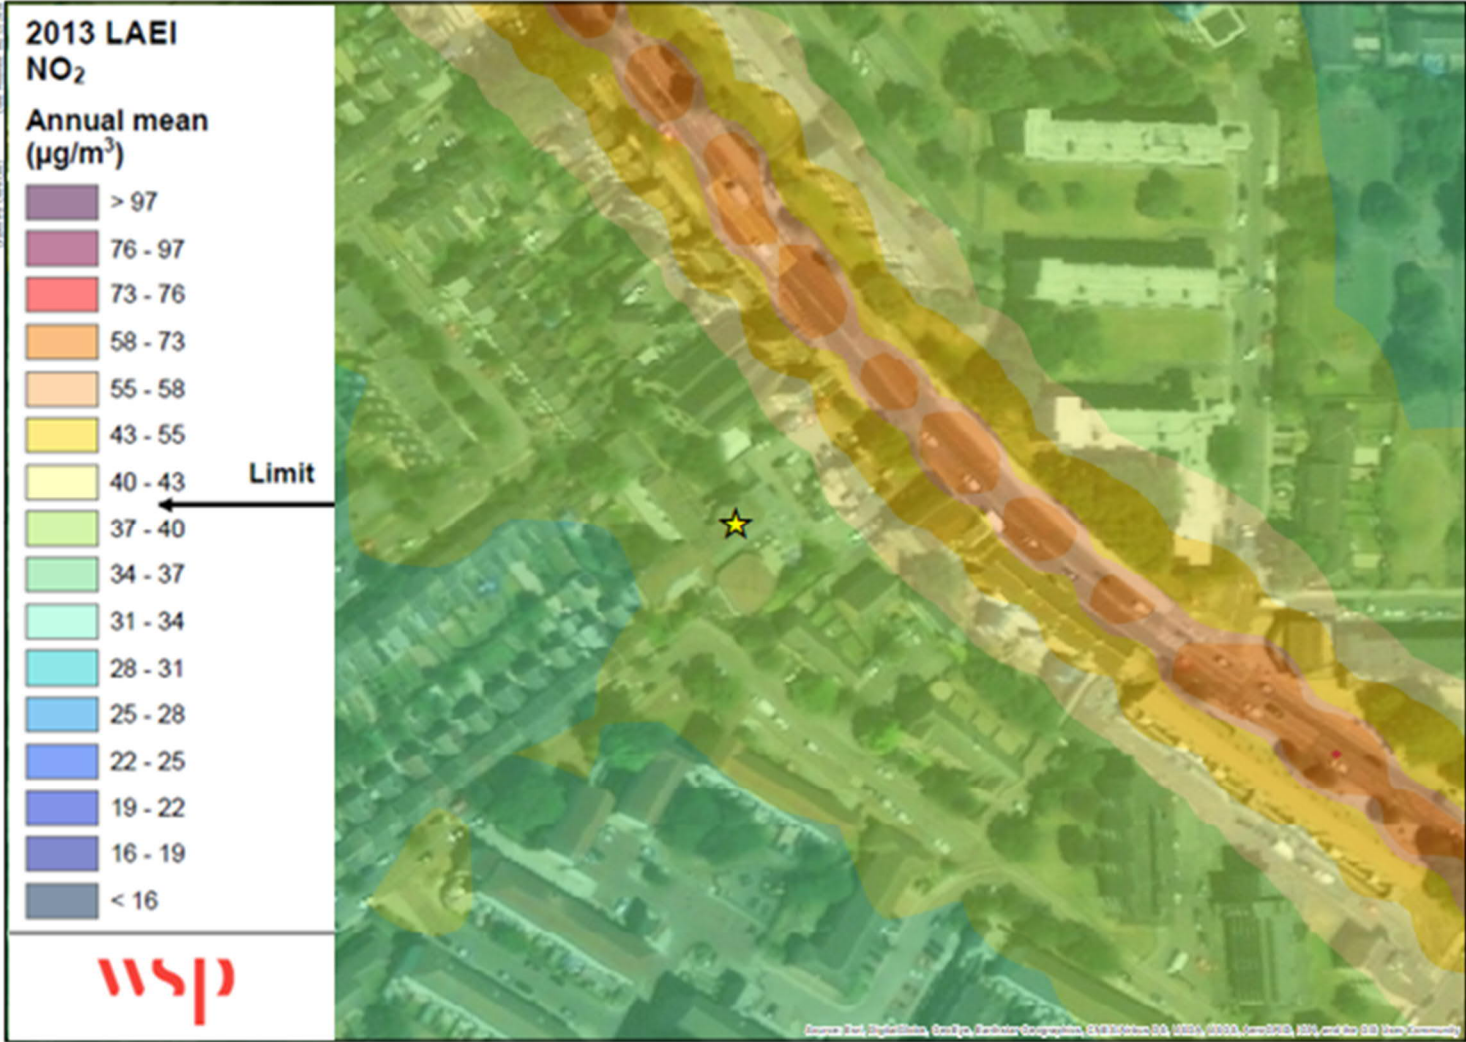 2013 LAEI
NO₂
Annual mean
(µg/m³)
> 97
76 - 97
73 - 76
58 - 73
55 - 58
43 - 55
40 - 43
Limit
37 - 40
34 - 37
31 - 34
28 - 31
25 - 28
22 - 25
19 - 22
16 - 19
< 16
wsp